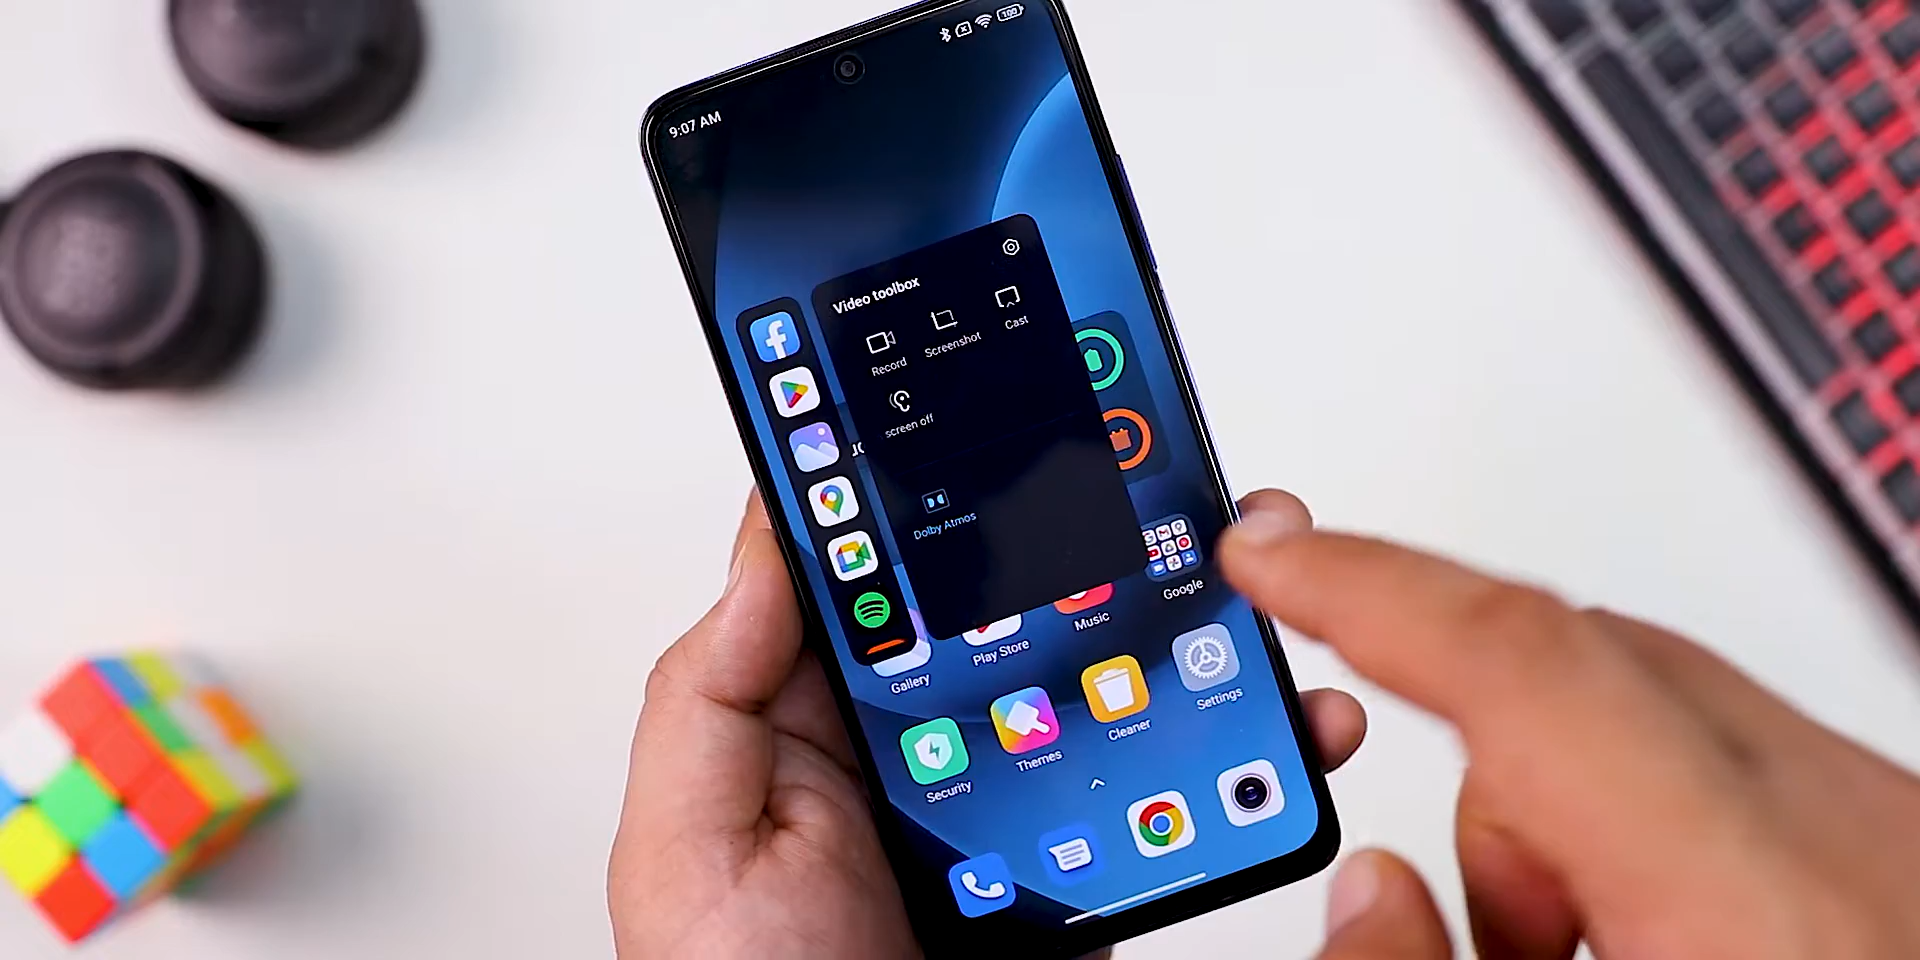 9:07 AM
100
Video toolbox
Record
Screenshot
Cast
screen off
Dolby Atmos
Google
Music
Play Store
Gallery
Settings
Cleaner
Themes
Security